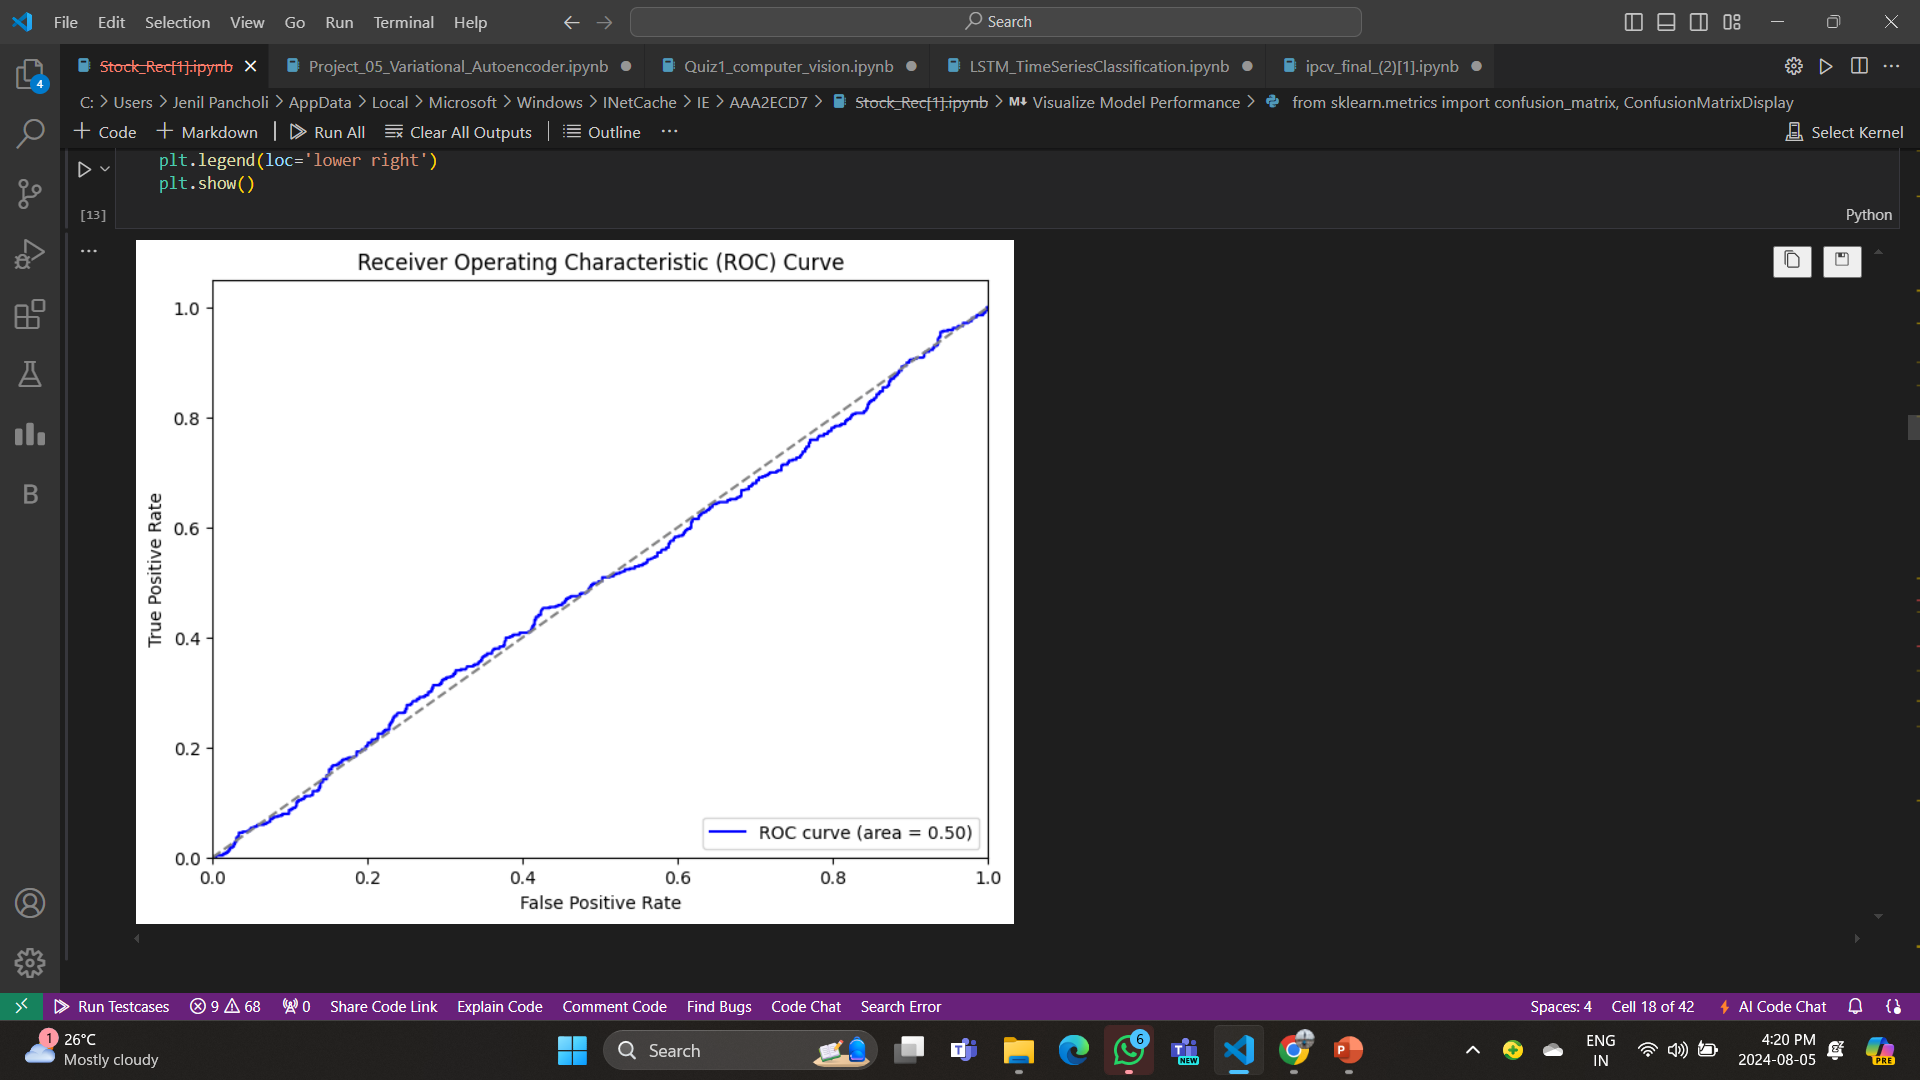 File Edit Selection View Go Run Terminal Help Search
Stock_Rec[1].ipynb Project_05_Variational_Autoencoder.ipynb Quiz1_computer_vision.ipynb LSTM_TimeSeriesClassification.ipynb ipcv_final_(2)[1].ipynb
C: > Users > Jenil Pancholi > AppData > Local > Microsoft > Windows > INetCache > IE > AAA2ECD7 > Stock_Rec[1].ipynb > M↓ Visualize Model Performance > from sklearn.metrics import confusion_matrix, ConfusionMatrixDisplay
+ Code + Markdown | Run All Clear All Outputs | Outline ... Select Kernel
4
plt.legend(loc='lower right')
plt.show()
[13]
Python
...
Receiver Operating Characteristic (ROC) Curve
1.0
0.8
0.6
0.4
0.2
0.0
True Positive Rate
ROC curve (area = 0.50)
0.0 0.2 0.4 0.6 0.8 1.0
False Positive Rate
B
Run Testcases 9 68 0 Share Code Link Explain Code Comment Code Find Bugs Code Chat Search Error Spaces: 4 Cell 18 of 42 AI Code Chat
1 26°C
Mostly cloudy
Search
6
NEW
ENG
IN
4:20 PM
2024-08-05
PRE